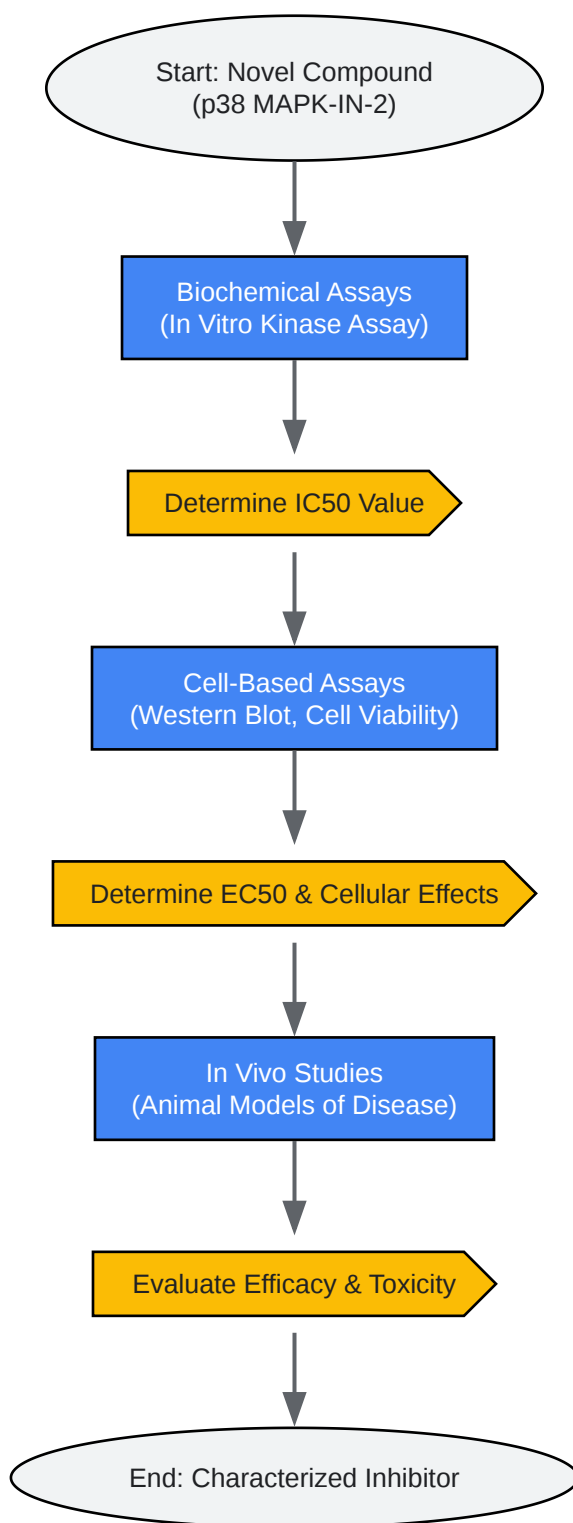 Start: Novel Compound
(p38 MAPK-IN-2)
Biochemical Assays
(In Vitro Kinase Assay)
Determine IC50 Value
Cell-Based Assays
(Western Blot, Cell Viability)
Determine EC50 & Cellular Effects
In Vivo Studies
(Animal Models of Disease)
Evaluate Efficacy & Toxicity
End: Characterized Inhibitor